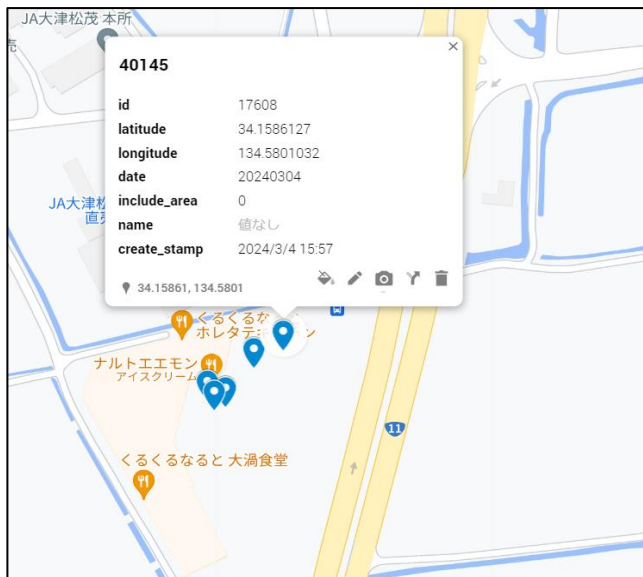 JA大津松茂 本所
売
×
40145
id 17608
latitude 34.1586127
longitude 134.5801032
date 20240304
include_area 0
name 値なし
create_stamp 2024/3/4 15:57
34.15861, 134.5801
JA大津
直
くるくるな
ホレタテ ン
ナルトエエモン
アイスクリーム
11
くるくるなると 大渦食堂